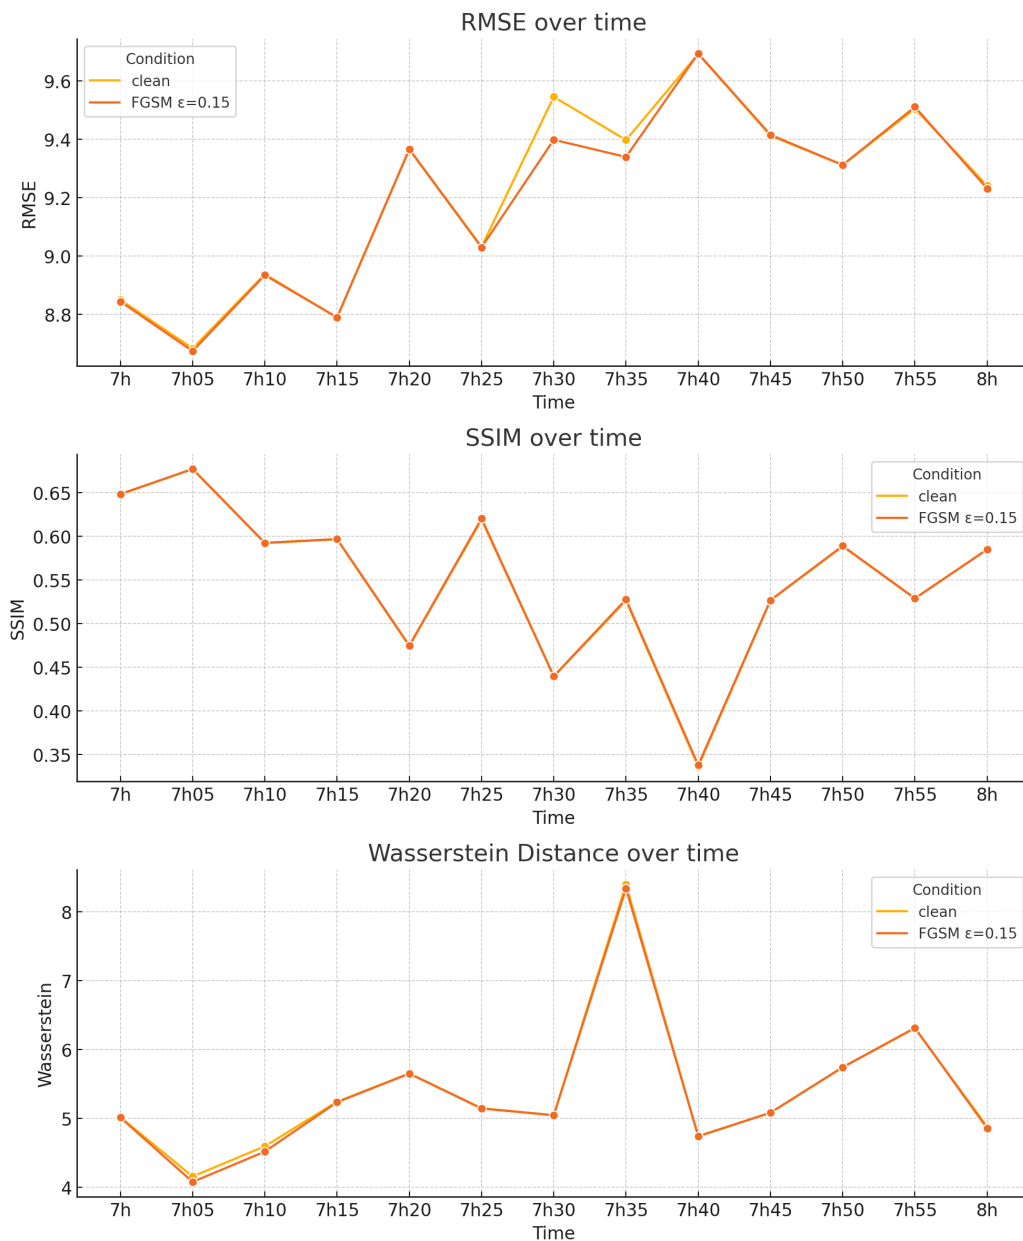 RMSE over time
Condition
clean
FGSM ε=0.15
9.6
9.4
9.2
9.0
8.8
RMSE
7h 7h05 7h10 7h15 7h20 7h25 7h30 7h35 7h40 7h45 7h50 7h55 8h
Time
SSIM over time
Condition
clean
FGSM ε=0.15
0.65
0.60
0.55
0.50
0.45
0.40
0.35
SSIM
7h 7h05 7h10 7h15 7h20 7h25 7h30 7h35 7h40 7h45 7h50 7h55 8h
Time
Wasserstein Distance over time
Condition
clean
FGSM ε=0.15
8
7
6
5
4
Wasserstein
7h 7h05 7h10 7h15 7h20 7h25 7h30 7h35 7h40 7h45 7h50 7h55 8h
Time